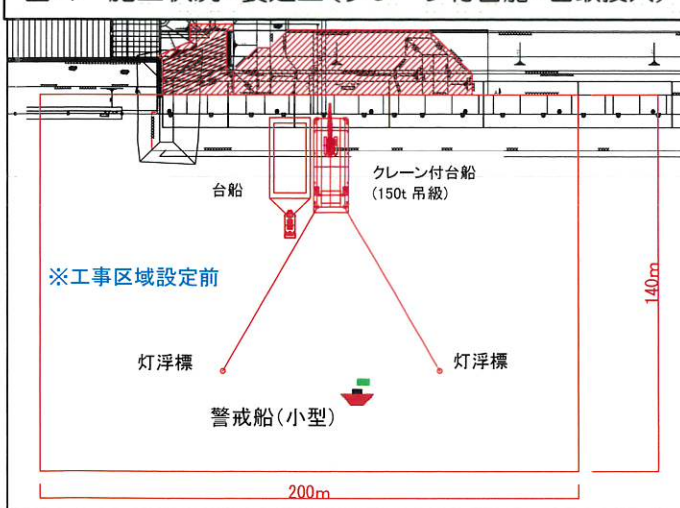 台船
クレーン付台船
(150t 吊級)
※工事区域設定前
140m
灯浮標
灯浮標
警戒船(小型)
200m